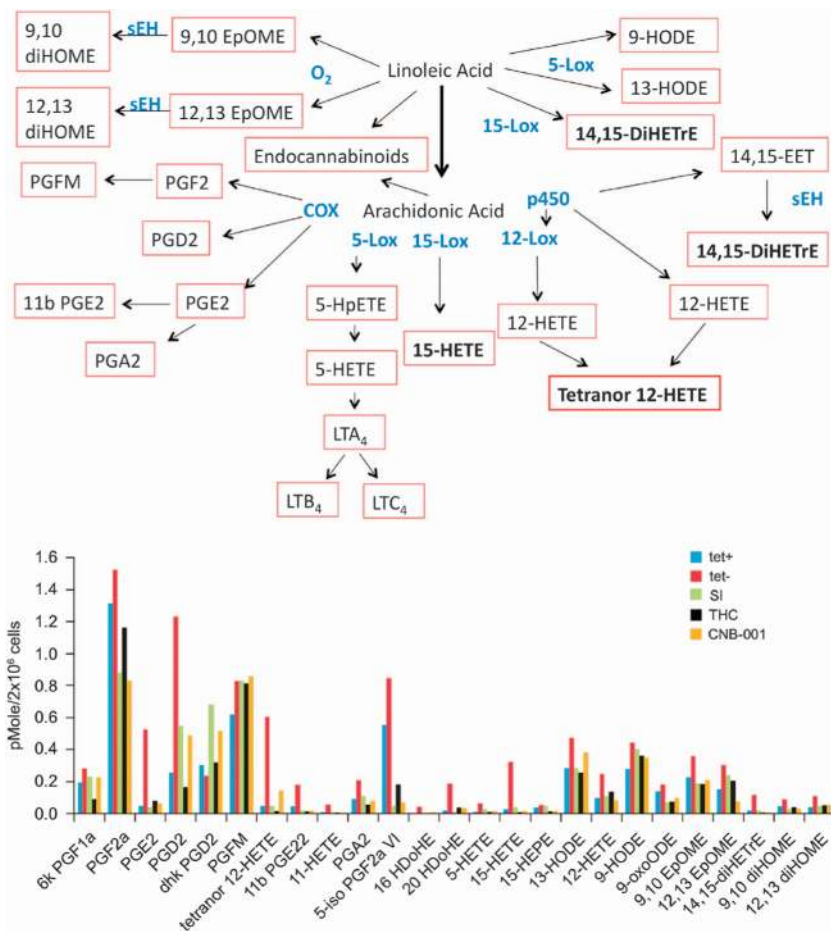 9,10
diHOME
sEH
9,10 EpOME
O₂
Linoleic Acid
9-HODE
5-Lox
13-HODE
12,13
diHOME
sEH
12,13 EpOME
15-Lox
14,15-DiHETrE
Endocannabinoids
14,15-EET
PGFM
PGF2
COX
Arachidonic Acid
p450
sEH
PGD2
5-Lox
15-Lox
12-Lox
14,15-DiHETrE
11b PGE2
PGE2
5-HpETE
12-HETE
12-HETE
PGA2
15-HETE
5-HETE
Tetranor 12-HETE
LTA₄
LTB₄
LTC₄
pMole/2x10⁶ cells
1.6
1.4
1.2
1.0
0.8
0.6
0.4
0.2
0.0
tet+
tet-
SI
THC
CNB-001
6k PGF1a
PGF2a
PGE2
PGD2
dhk PGD2
PGFM
tetranor 12-HETE
11b PGE22
11-HETE
PGA2
5-iso PGF2a VI
16 HDoHE
20 HDoHE
5-HETE
15-HETE
15-HEPE
13-HODE
12-HETE
9-HODE
9-oxoODE
9,10 EpOME
12,13 EpOME
14,15-diHETrE
9,10 diHOME
12,13 diHOME